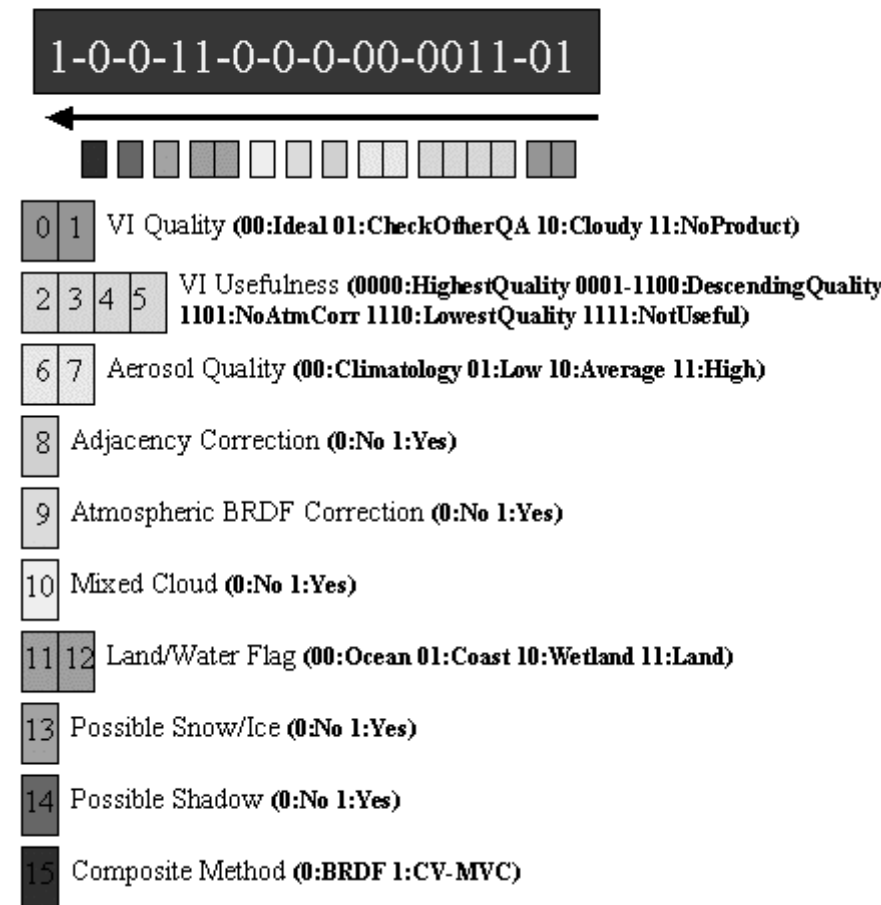 1-0-0-11-0-0-0-00-0011-01
0 1 VI Quality (00:Ideal 01:CheckOtherQA 10:Cloudy 11:NoProduct)
2 3 4 5 VI Usefulness (0000:HighestQuality 0001-1100:DescendingQuality
1101:NoAtmCorr 1110:LowestQuality 1111:NotUseful)
6 7 Aerosol Quality (00:Climatology 01:Low 10:Average 11:High)
8 Adjacency Correction (0:No 1:Yes)
9 Atmospheric BRDF Correction (0:No 1:Yes)
10 Mixed Cloud (0:No 1:Yes)
11 12 Land/Water Flag (00:Ocean 01:Coast 10:Wetland 11:Land)
13 Possible Snow/Ice (0:No 1:Yes)
14 Possible Shadow (0:No 1:Yes)
15 Composite Method (0:BRDF 1:CV-MVC)